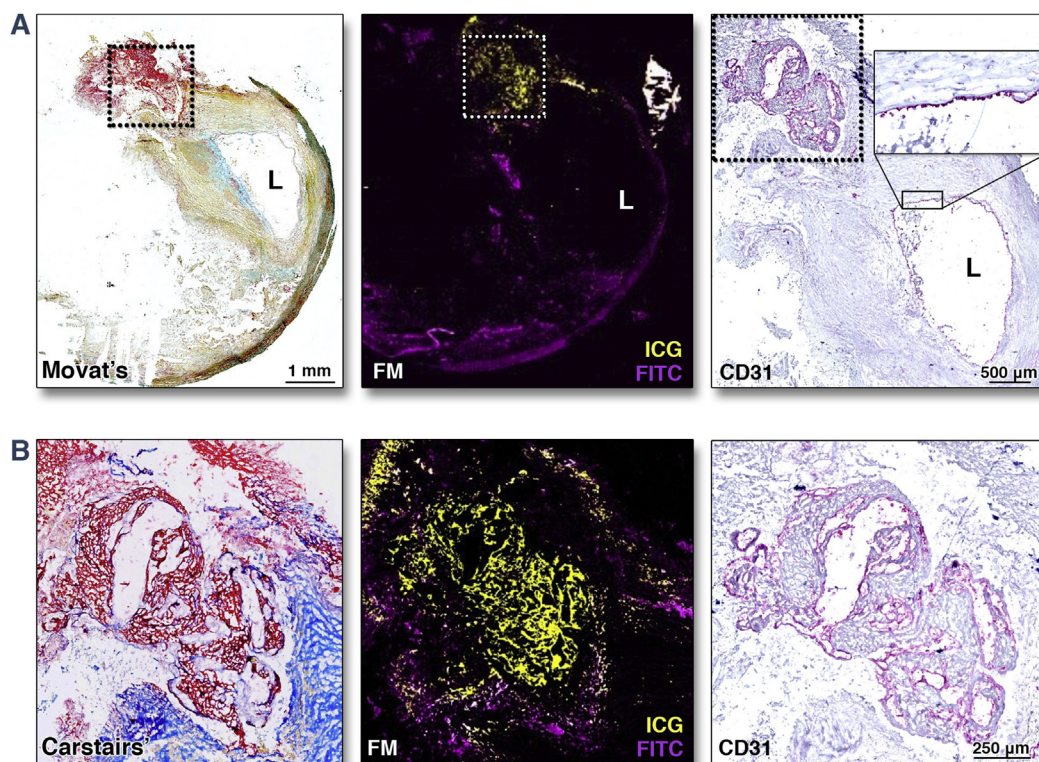 A
L
Movat's
1 mm
L
FM
ICG
FITC
L
CD31
500 µm
B
Carstairs'
FM
ICG
FITC
CD31
250 µm